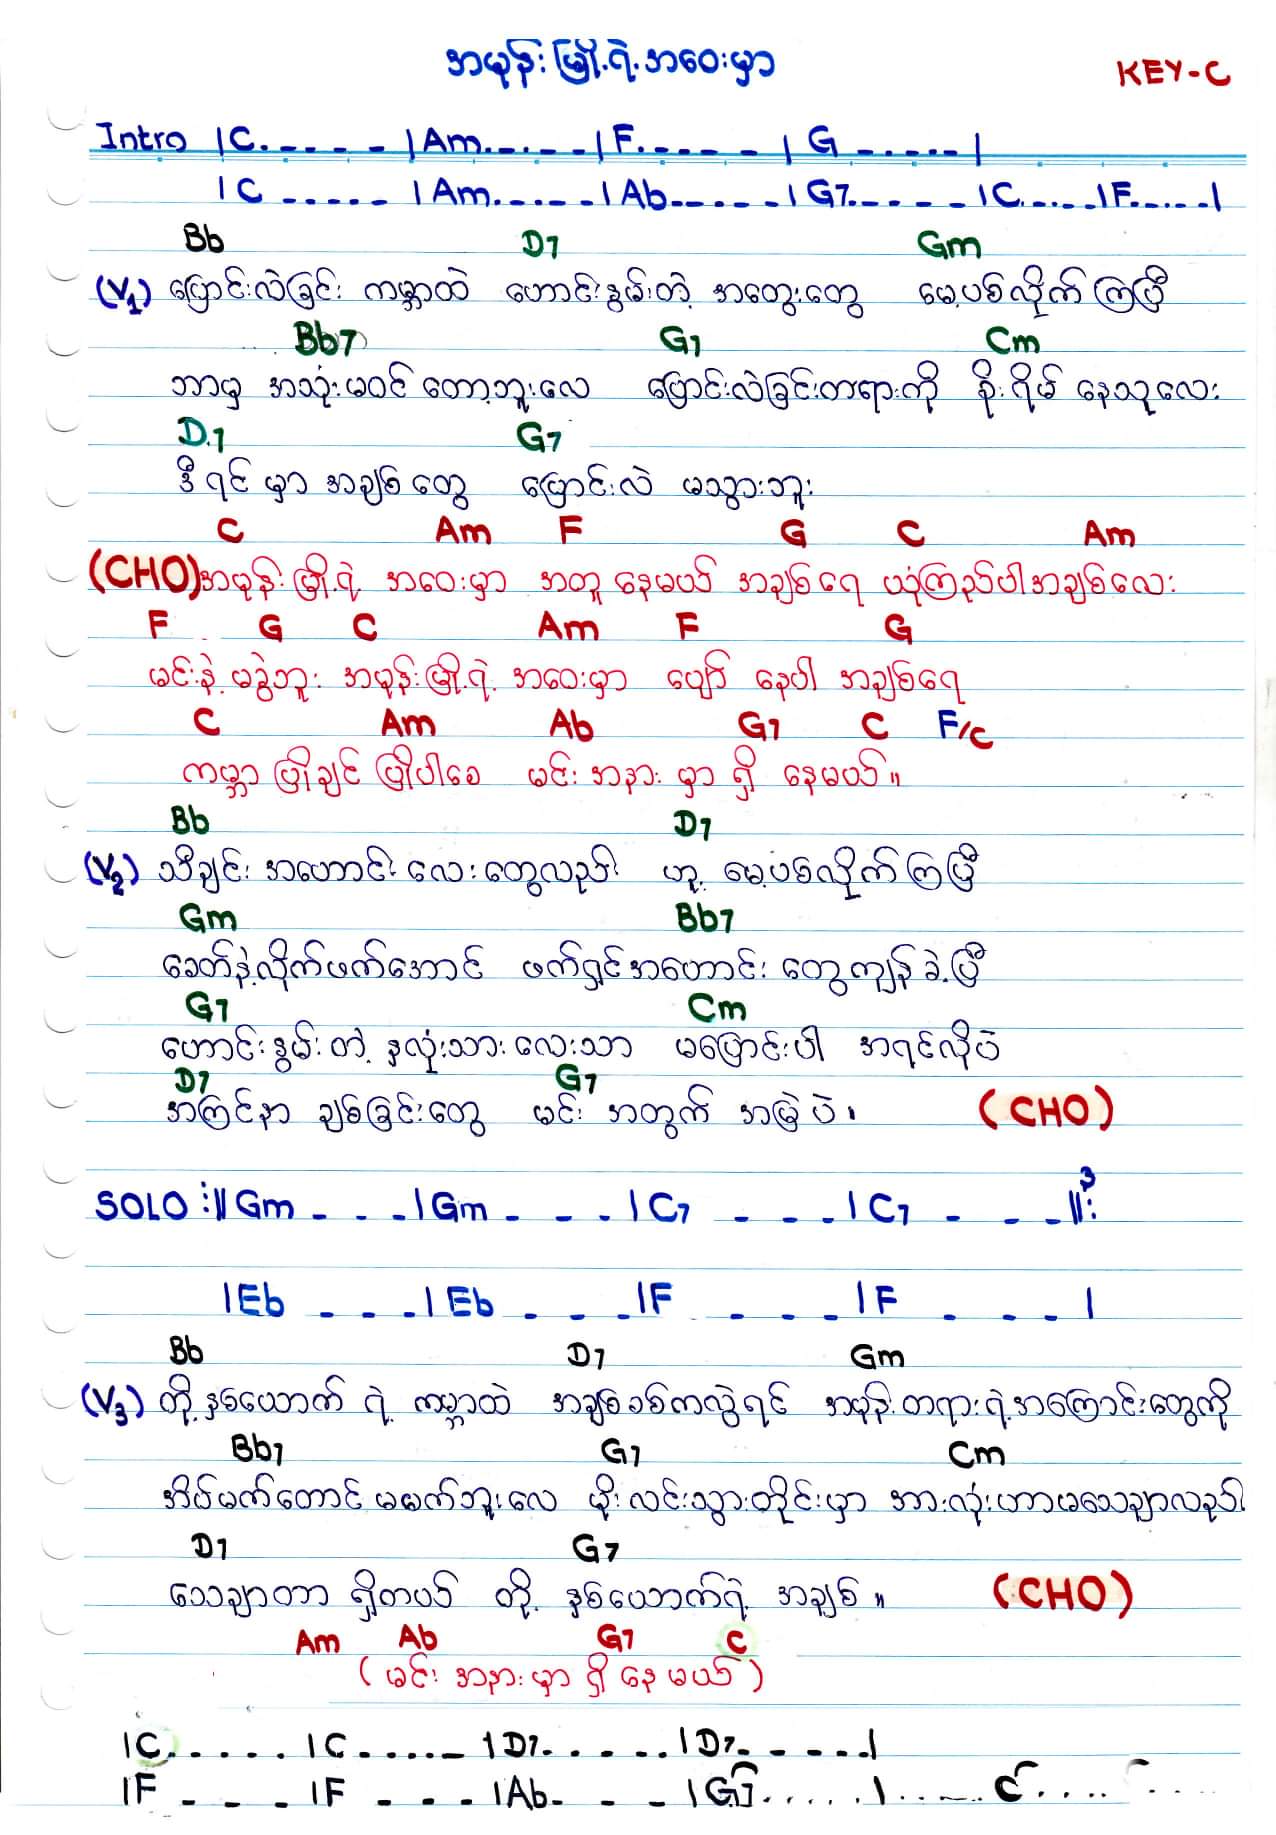 အမုန်းမြို့ရဲ့အဝေးမှာ
KEY-C
Intro |C. - - - - - |Am. - - . - - |F. - - - - - | G - - - - - |
|C - - - - - |Am. - - . - - |Ab - - - - - |G7. - - - - - |C. - - . - - |F. - - . - - |
Bb D7 Gm
(V1) ပြောင်းလဲခြင်း ကမ္ဘာထဲ ဟောင်းနွမ်းတဲ့ အတွေးတွေ မေ့ပစ်လိုက်ကြပြီ
Bb7 G7 Cm
ဘာမှ အသုံးမဝင် တော့ဘူးလေ ပြောင်းလဲခြင်းတရားကို စိုးရိမ် နေသူလေး
D7 G7
ဒီရင် မှာ အချစ်တွေ ပြောင်းလဲ မသွားဘူး
C Am F G C Am
(CHO) အမုန်းမြို့ရဲ့ အဝေးမှာ အတူနေမယ် အချစ်ရေ ယုံကြည်ပါအချစ်လေး
F G C Am F G
မင်းနဲ့ မခွဲဘူး အမုန်းမြို့ရဲ့ အဝေးမှာ ပျော် နေပါ အချစ်ရေ
C Am Ab G7 C F/C
ကမ္ဘာ ပြိုချင် ပြိုပါစေ မင်း အနား မှာ ရှိ နေမယ်။
Bb D7
(V2) သီချင်း အဟောင်း လေးတွေလည်း ဟူ့ မေ့ပစ်လိုက်ကြပြီ
Gm Bb7
ခေတ်နဲ့လိုက်ဖက်အောင် ဖက်ရှင်အဟောင်း တွေကျန်ခဲ့ပြီ
G7 Cm
ဟောင်းနွမ်းတဲ့ နှလုံးသားလေးသာ မပြောင်းပါ အရင်လိုပဲ
D7 G7
အကြင်နာ ချစ်ခြင်းတွေ မင်း အတွက် အမြဲပဲ။ (CHO)
SOLO :|| Gm - - - | Gm - - - | C7 - - - | C7 - - - ||: 3
|Eb - - - | Eb - - - |F - - - | F - - - |
Bb D7 Gm
(V3) တို့နှစ်ယောက် ရဲ့ ကမ္ဘာထဲ အချစ်စစ်ကလွဲရင် အမုန်းတရားရဲ့အကြောင်းတွေကို
Bb7 G7 Cm
အိပ်မက်တောင် မမက်ဘူးလေ မိုးလင်းသွားတိုင်းမှာ အားလုံးဟာမသေချာလည်း
D7 G7
သေချာတာ ရှိတယ် တို့ နှစ်ယောက်ရဲ့ အချစ်။ (CHO)
Am Ab G7 C
(မင်း အနားမှာ ရှိနေမယ်)
|C. - - - - - |C - - - - - |D7. - - - - - |D7. - - - - - |
|F - - - |F - - - |Ab - - - |G7 . . . . . | . . . . . C . . . .